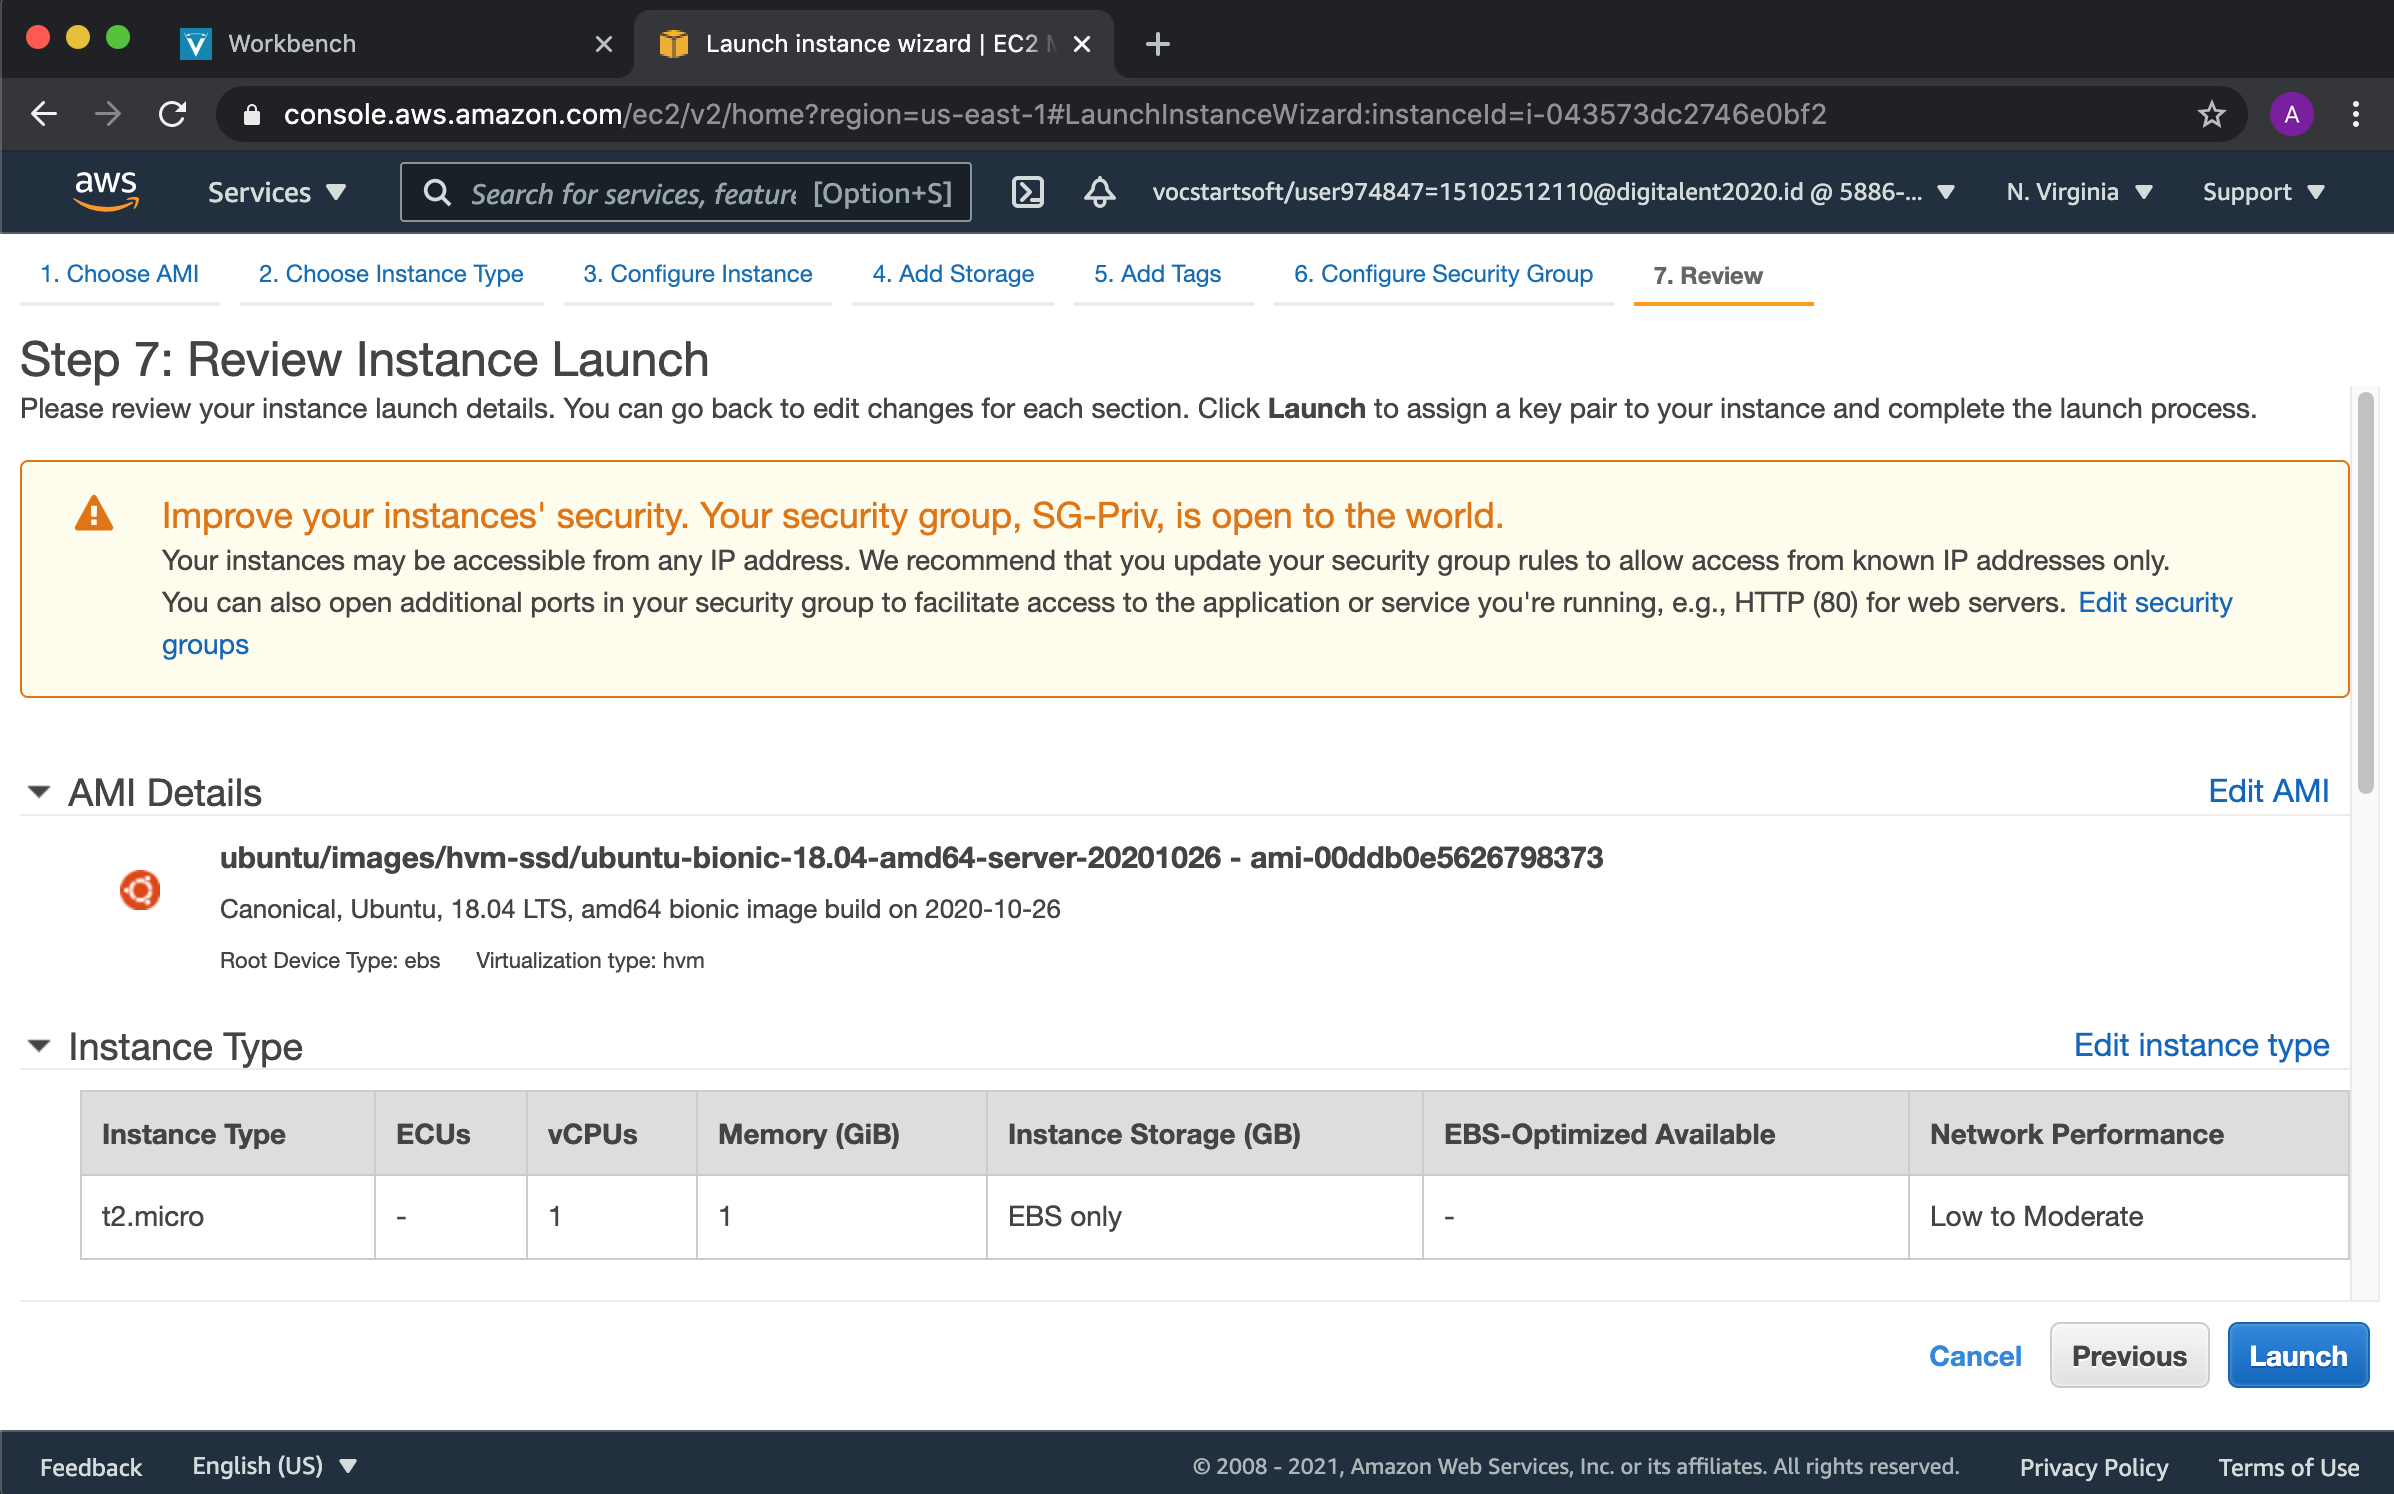 Workbench
Launch instance wizard | EC2 M
console.aws.amazon.com/ec2/v2/home?region=us-east-1#LaunchInstanceWizard:instanceId=i-043573dc2746e0bf2
A
aws
Services
Search for services, feature [Option+S]
vocstartsoft/user974847=15102512110@digitalent2020.id @ 5886-...
N. Virginia
Support
1. Choose AMI
2. Choose Instance Type
3. Configure Instance
4. Add Storage
5. Add Tags
6. Configure Security Group
7. Review
Step 7: Review Instance Launch
Please review your instance launch details. You can go back to edit changes for each section. Click Launch to assign a key pair to your instance and complete the launch process.
Improve your instances' security. Your security group, SG-Priv, is open to the world.
Your instances may be accessible from any IP address. We recommend that you update your security group rules to allow access from known IP addresses only.
You can also open additional ports in your security group to facilitate access to the application or service you're running, e.g., HTTP (80) for web servers. Edit security
groups
AMI Details
Edit AMI
ubuntu/images/hvm-ssd/ubuntu-bionic-18.04-amd64-server-20201026 - ami-00ddb0e5626798373
Canonical, Ubuntu, 18.04 LTS, amd64 bionic image build on 2020-10-26
Root Device Type: ebs Virtualization type: hvm
Instance Type
Edit instance type
Instance Type ECUs vCPUs Memory (GiB) Instance Storage (GB) EBS-Optimized Available Network Performance
t2.micro - 1 1 EBS only - Low to Moderate
Cancel
Previous
Launch
Feedback
English (US)
© 2008 - 2021, Amazon Web Services, Inc. or its affiliates. All rights reserved.
Privacy Policy
Terms of Use